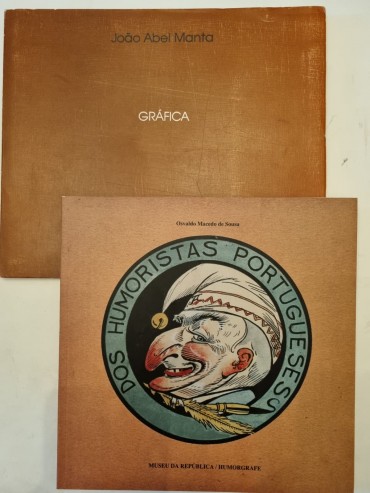 João Abel Manta
GRÁFICA
Osvaldo Macedo de Sousa
DOS HUMORISTAS PORTUGUESES
MUSEU DA REPÚBLICA / HUMORGRAFE